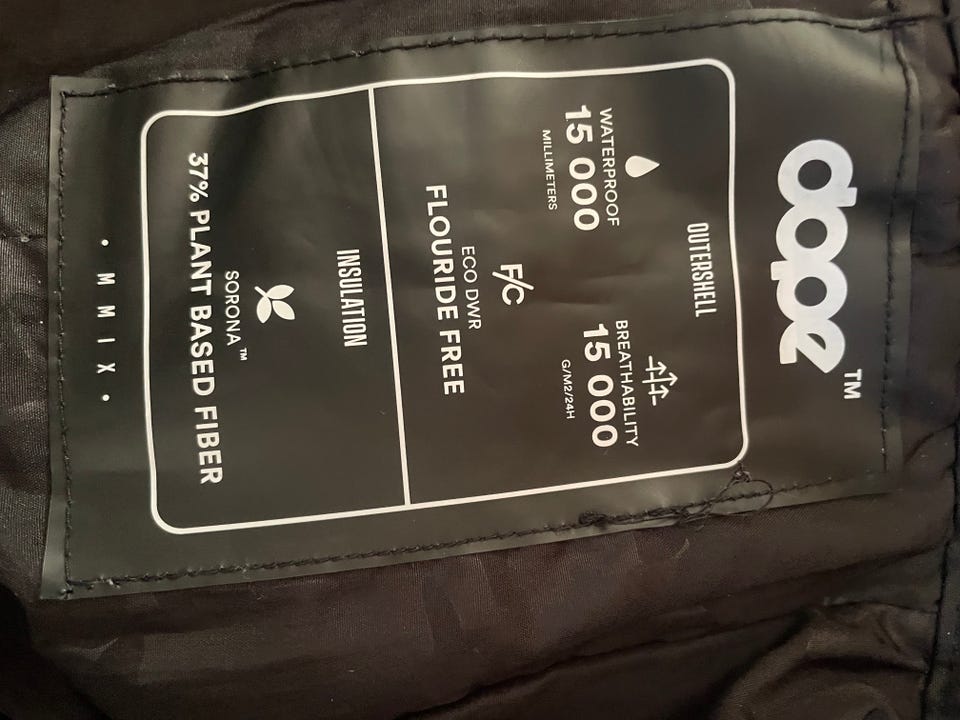 dope™
OUTERSHELL
WATERPROOF
15 000
MILLIMETERS
BREATHABILITY
15 000
G/M2/24H
F/C
ECO DWR
FLOURIDE FREE
INSULATION
SORONA™
37% PLANT BASED FIBER
• M M I X •